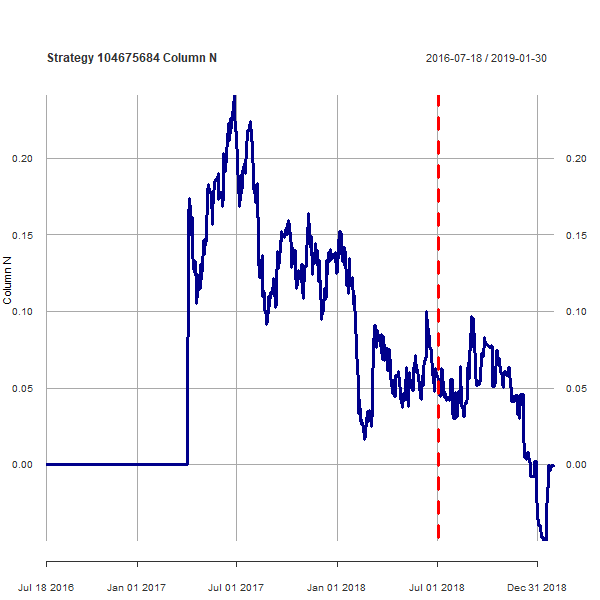 Strategy 104675684 Column N
2016-07-18 / 2019-01-30
0.20
0.20
0.15
0.15
Column N
0.10
0.10
0.05
0.05
0.00
0.00
Jul 18 2016
Jan 01 2017
Jul 01 2017
Jan 01 2018
Jul 01 2018
Dec 31 2018